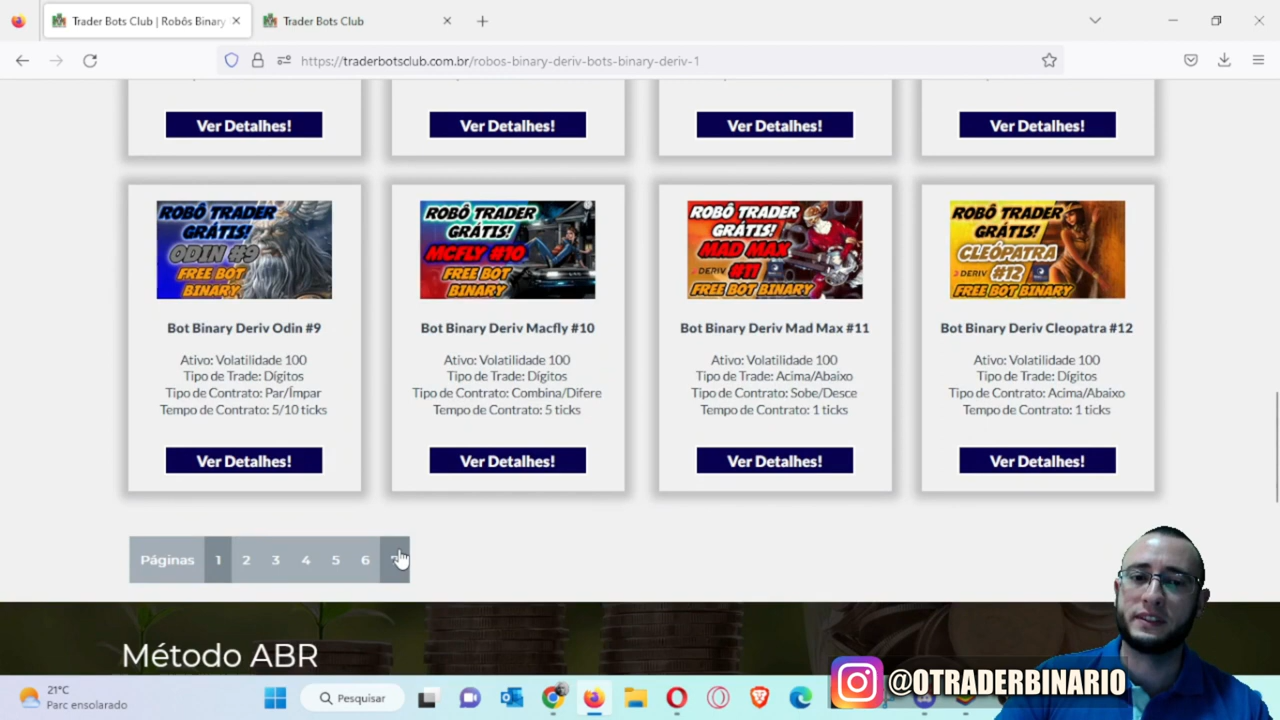 Trader Bots Club | Robôs Binary
Trader Bots Club
https://traderbotsclub.com.br/robos-binary-deriv-bots-binary-deriv-1
Ver Detalhes!
Ver Detalhes!
Ver Detalhes!
Ver Detalhes!
ROBÔ TRADER
GRÁTIS!
ODIN #9
FREE BOT
BINARY
ROBÔ TRADER
GRÁTIS!
MCFLY #10
FREE BOT
BINARY
ROBÔ TRADER
GRÁTIS!
MAD MAX
DERIV #11
FREE BOT BINARY
ROBÔ TRADER
GRÁTIS!
CLEÓPATRA
DERIV #12
FREE BOT BINARY
Bot Binary Deriv Odin #9
Ativo: Volatilidade 100
Tipo de Trade: Dígitos
Tipo de Contrato: Par/Ímpar
Tempo de Contrato: 5/10 ticks
Ver Detalhes!
Bot Binary Deriv Macfly #10
Ativo: Volatilidade 100
Tipo de Trade: Dígitos
Tipo de Contrato: Combina/Difere
Tempo de Contrato: 5 ticks
Ver Detalhes!
Bot Binary Deriv Mad Max #11
Ativo: Volatilidade 100
Tipo de Trade: Acima/Abaixo
Tipo de Contrato: Sobe/Desce
Tempo de Contrato: 1 ticks
Ver Detalhes!
Bot Binary Deriv Cleopatra #12
Ativo: Volatilidade 100
Tipo de Trade: Dígitos
Tipo de Contrato: Acima/Abaixo
Tempo de Contrato: 1 ticks
Ver Detalhes!
Páginas 1 2 3 4 5 6
Método ABR
@OTRADERBINARIO
21°C
Parc ensolarado
Pesquisar